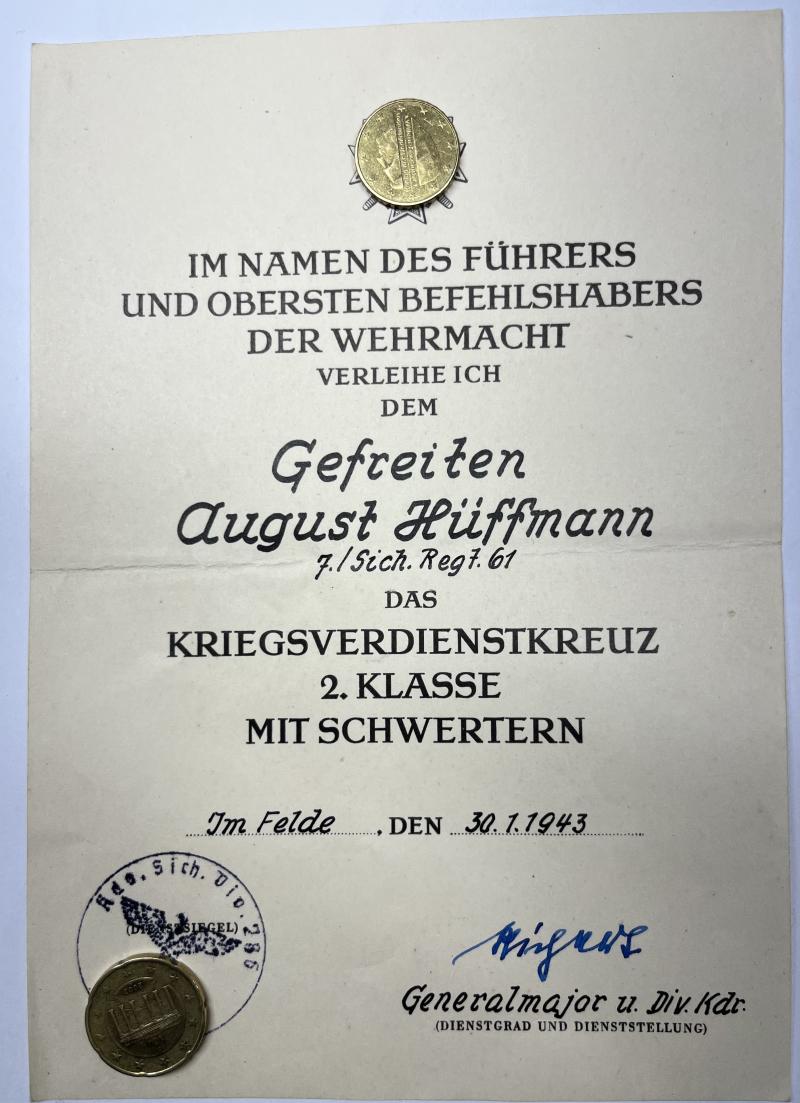 IM NAMEN DES FÜHRERS
UND OBERSTEN BEFEHLSHABERS
DER WEHRMACHT
VERLEIHE ICH
DEM
Gefreiten
August Hüffmann
7./Sich. Regt. 61
DAS
KRIEGSVERDIENSTKREUZ
2. KLASSE
MIT SCHWERTERN
Im Felde, DEN 30.1.1943
Kdo. Sich. Div. 286
(DIENSTSIEGEL)
Generalmajor u. Div. Kdr.
(DIENSTGRAD UND DIENSTSTELLUNG)